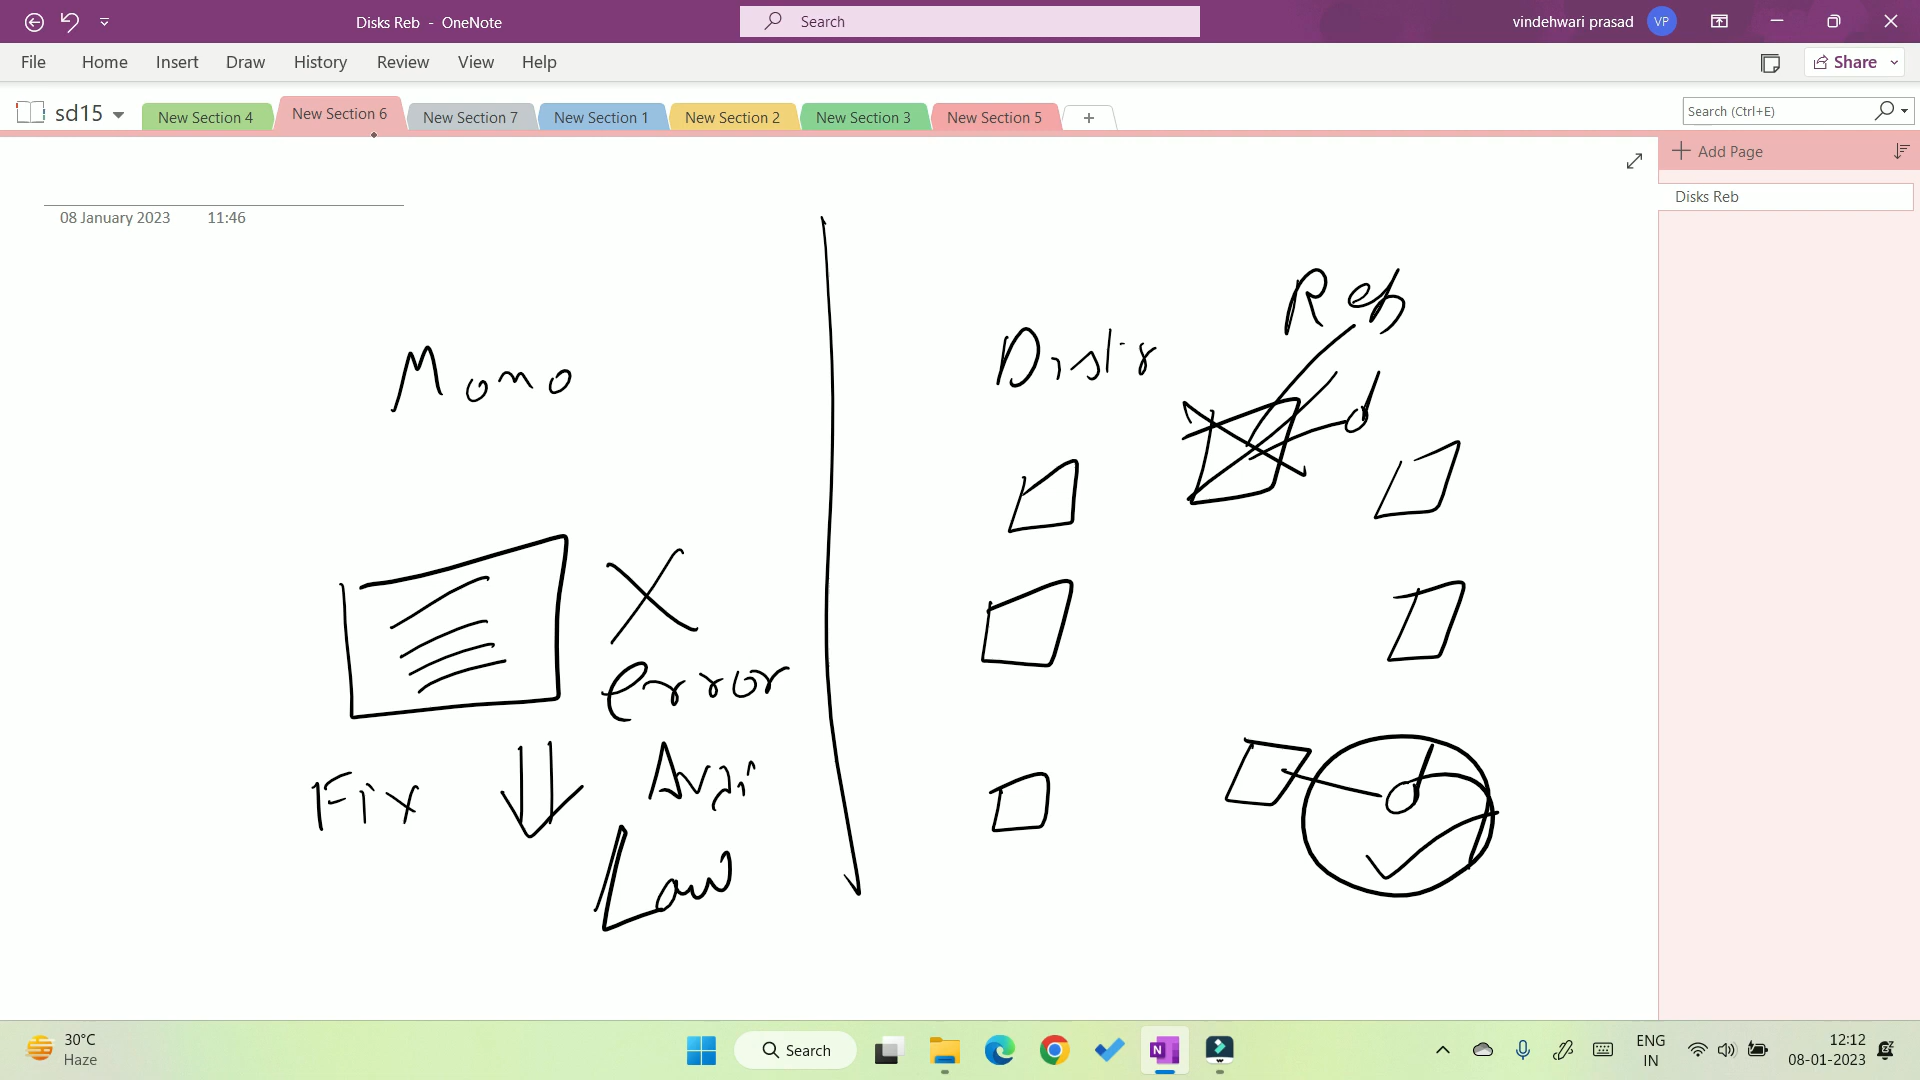 Disks Reb - OneNote
Search
vindehwari prasad
VP
File Home Insert Draw History Review View Help
Share
sd15
New Section 4
New Section 6
New Section 7
New Section 1
New Section 2
New Section 3
New Section 5
+
Search (Ctrl+E)
Add Page
Disks Reb
08 January 2023 11:46
Reb
Mono
Distr
d
X
error
Fix
Avai
Law
d
30°C
Haze
Search
ENG
IN
12:12
08-01-2023